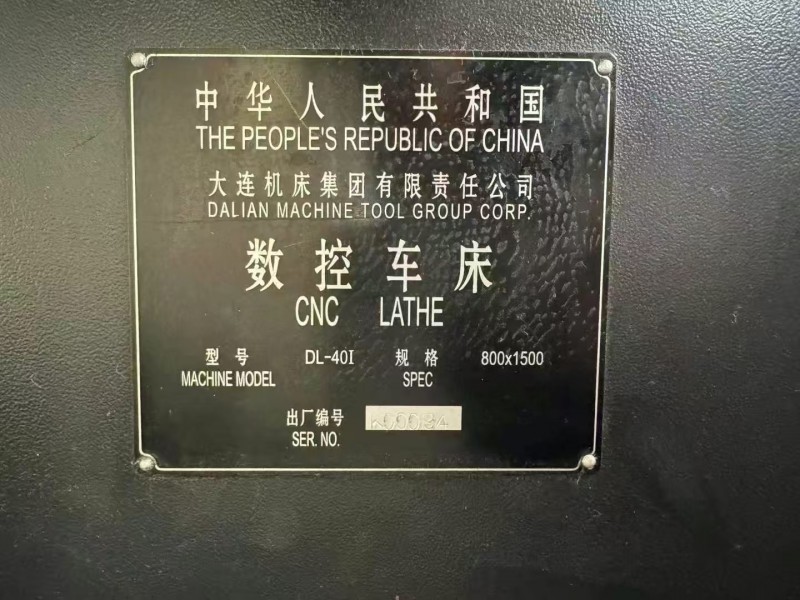 中华人民共和国
THE PEOPLE'S REPUBLIC OF CHINA
大连机床集团有限责任公司
DALIAN MACHINE TOOL GROUP CORP.
数控车床
CNC LATHE
型号 DL-40I 规格 800x1500
MACHINE MODEL SPEC
出厂编号
SER. NO.